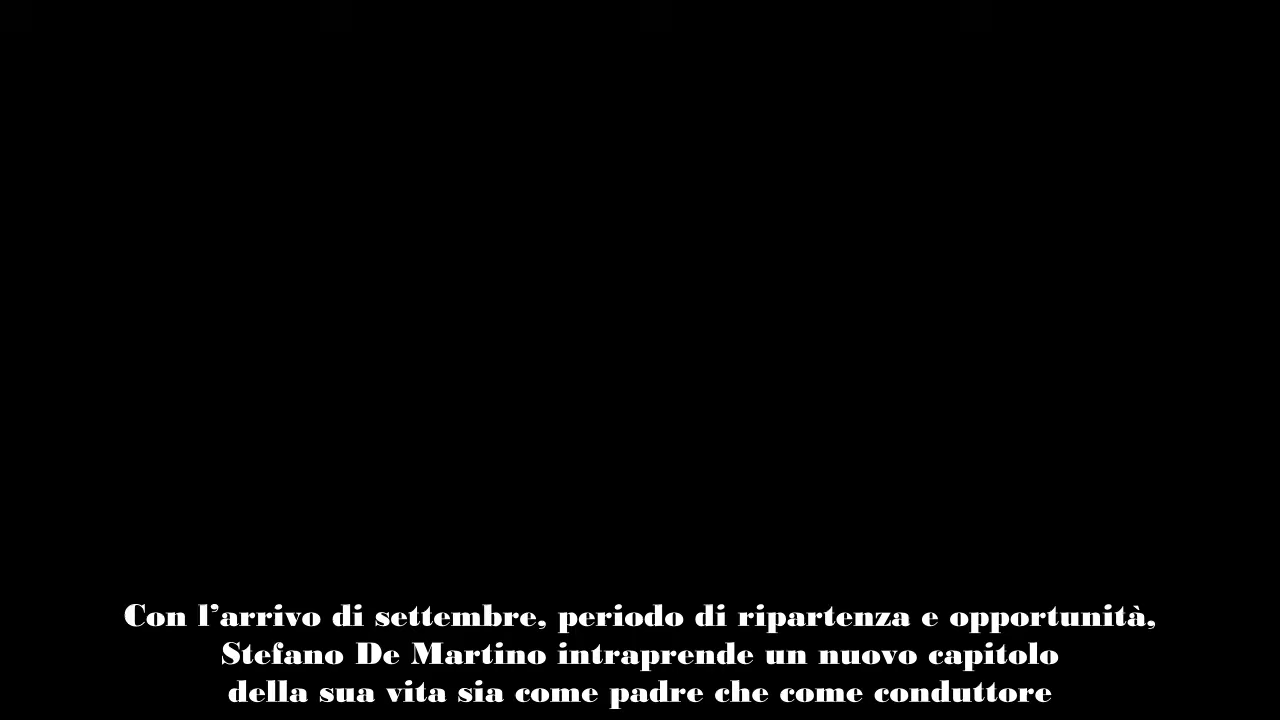 Con l’arrivo di settembre, periodo di ripartenza e opportunità,
Stefano De Martino intraprende un nuovo capitolo
della sua vita sia come padre che come conduttore